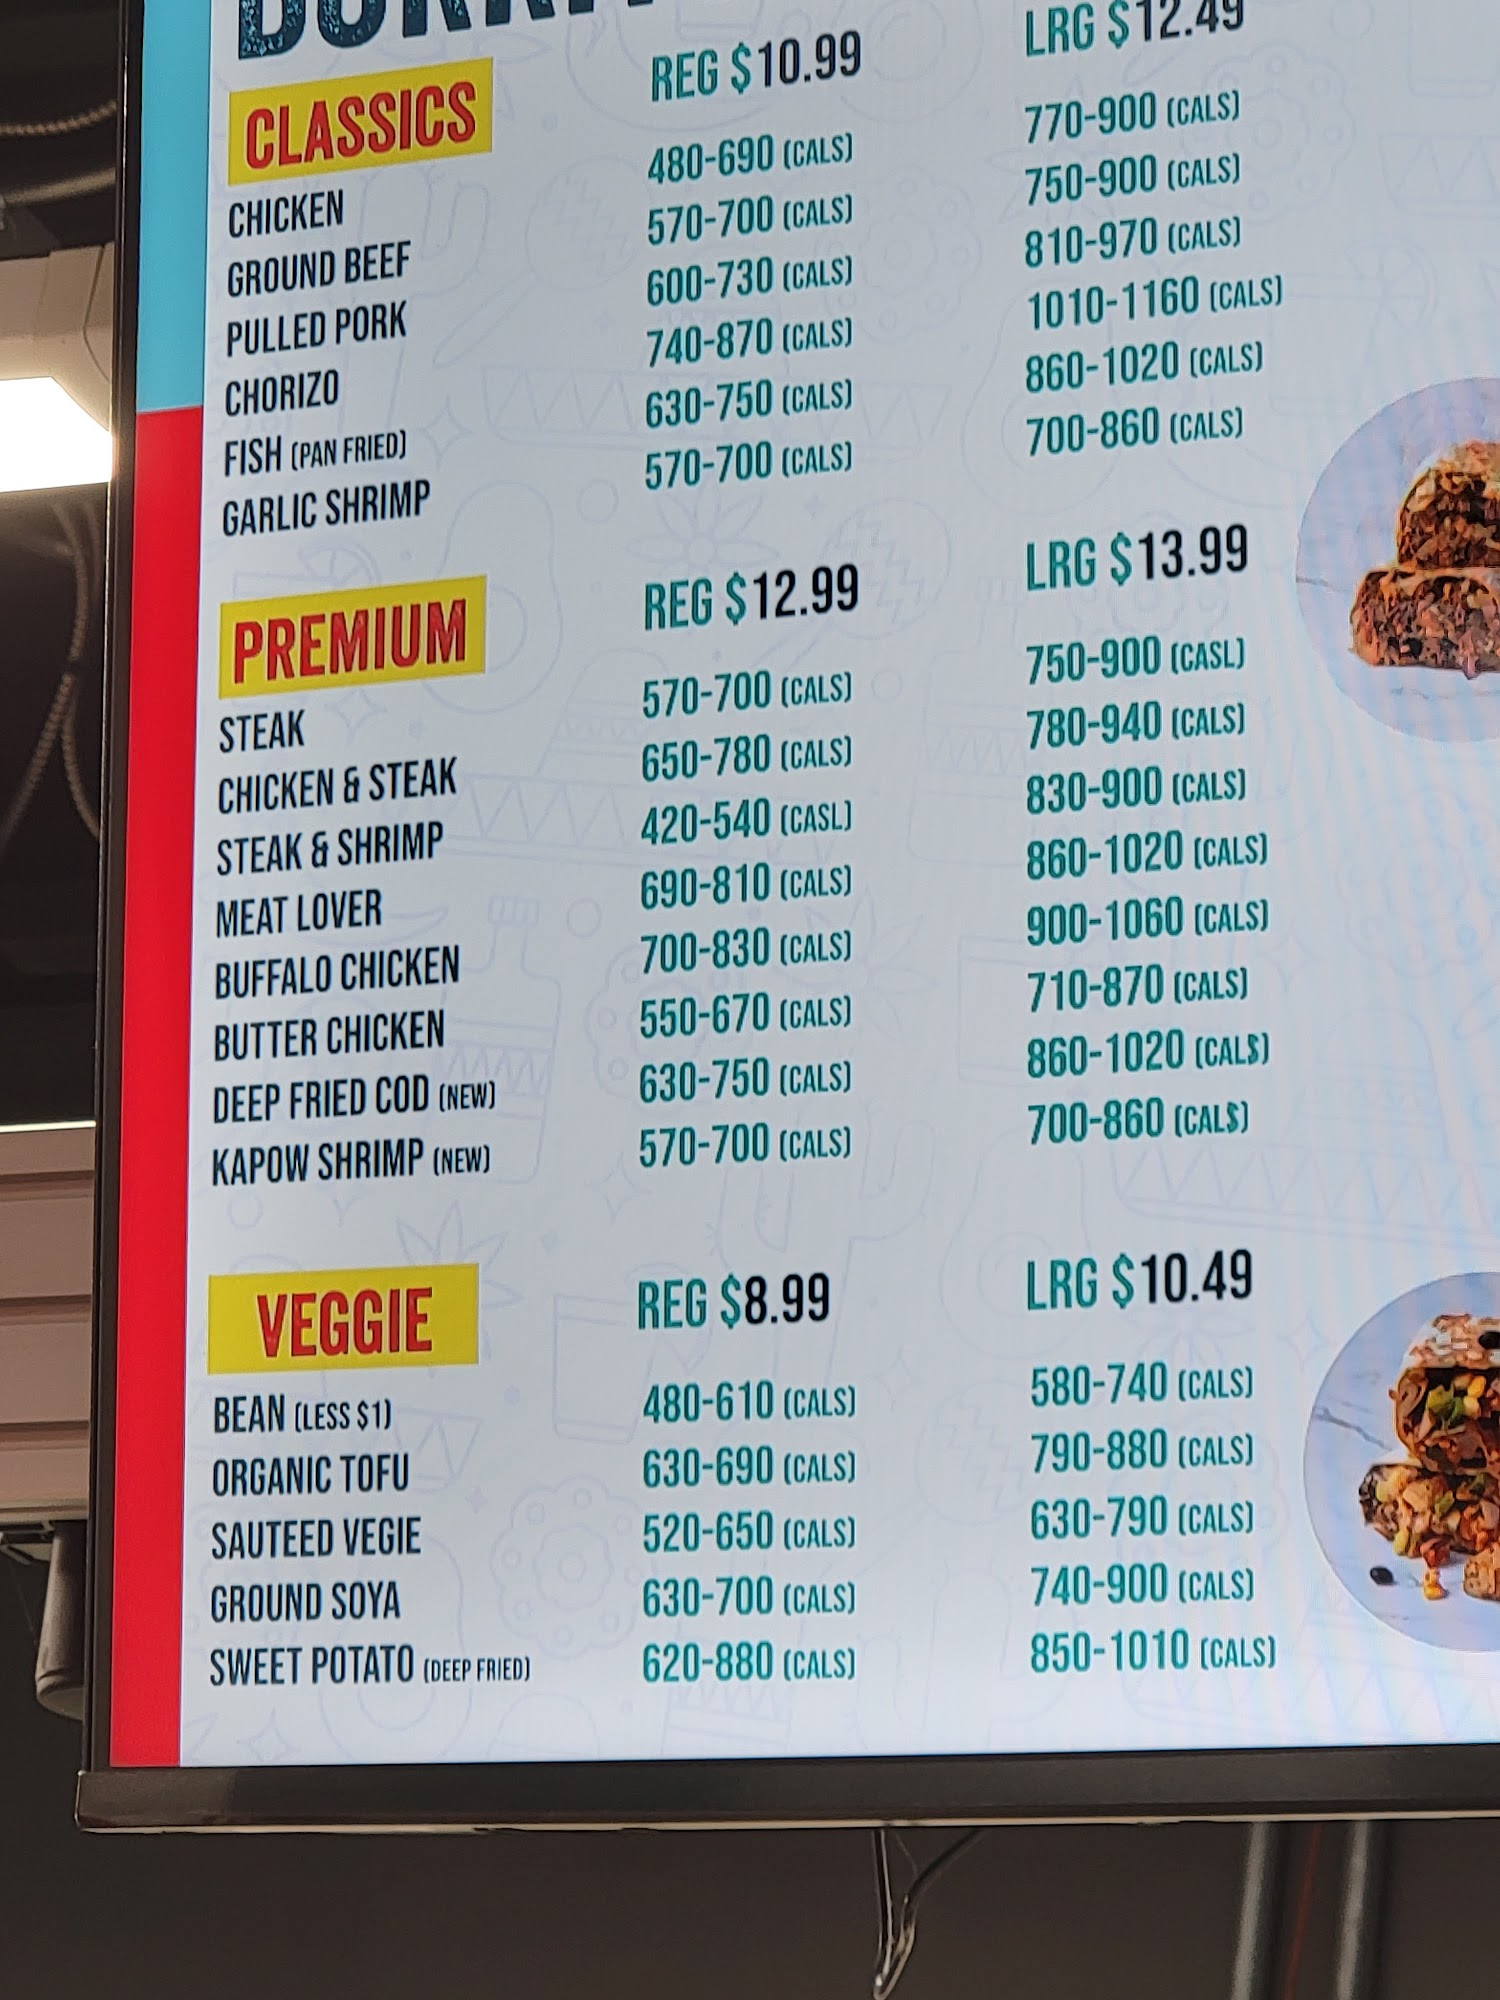 CLASSICS REG $10.99 LRG $12.49
CHICKEN 480-690 (CALS) 770-900 (CALS)
GROUND BEEF 570-700 (CALS) 750-900 (CALS)
PULLED PORK 600-730 (CALS) 810-970 (CALS)
CHORIZO 740-870 (CALS) 1010-1160 (CALS)
FISH (PAN FRIED) 630-750 (CALS) 860-1020 (CALS)
GARLIC SHRIMP 570-700 (CALS) 700-860 (CALS)
PREMIUM REG $12.99 LRG $13.99
STEAK 570-700 (CALS) 750-900 (CASL)
CHICKEN & STEAK 650-780 (CALS) 780-940 (CALS)
STEAK & SHRIMP 420-540 (CASL) 830-900 (CALS)
MEAT LOVER 690-810 (CALS) 860-1020 (CALS)
BUFFALO CHICKEN 700-830 (CALS) 900-1060 (CALS)
BUTTER CHICKEN 550-670 (CALS) 710-870 (CALS)
DEEP FRIED COD (NEW) 630-750 (CALS) 860-1020 (CAL$)
KAPOW SHRIMP (NEW) 570-700 (CALS) 700-860 (CAL$)
VEGGIE REG $8.99 LRG $10.49
BEAN (LESS $1) 480-610 (CALS) 580-740 (CALS)
ORGANIC TOFU 630-690 (CALS) 790-880 (CALS)
SAUTEED VEGIE 520-650 (CALS) 630-790 (CALS)
GROUND SOYA 630-700 (CALS) 740-900 (CALS)
SWEET POTATO (DEEP FRIED) 620-880 (CALS) 850-1010 (CALS)